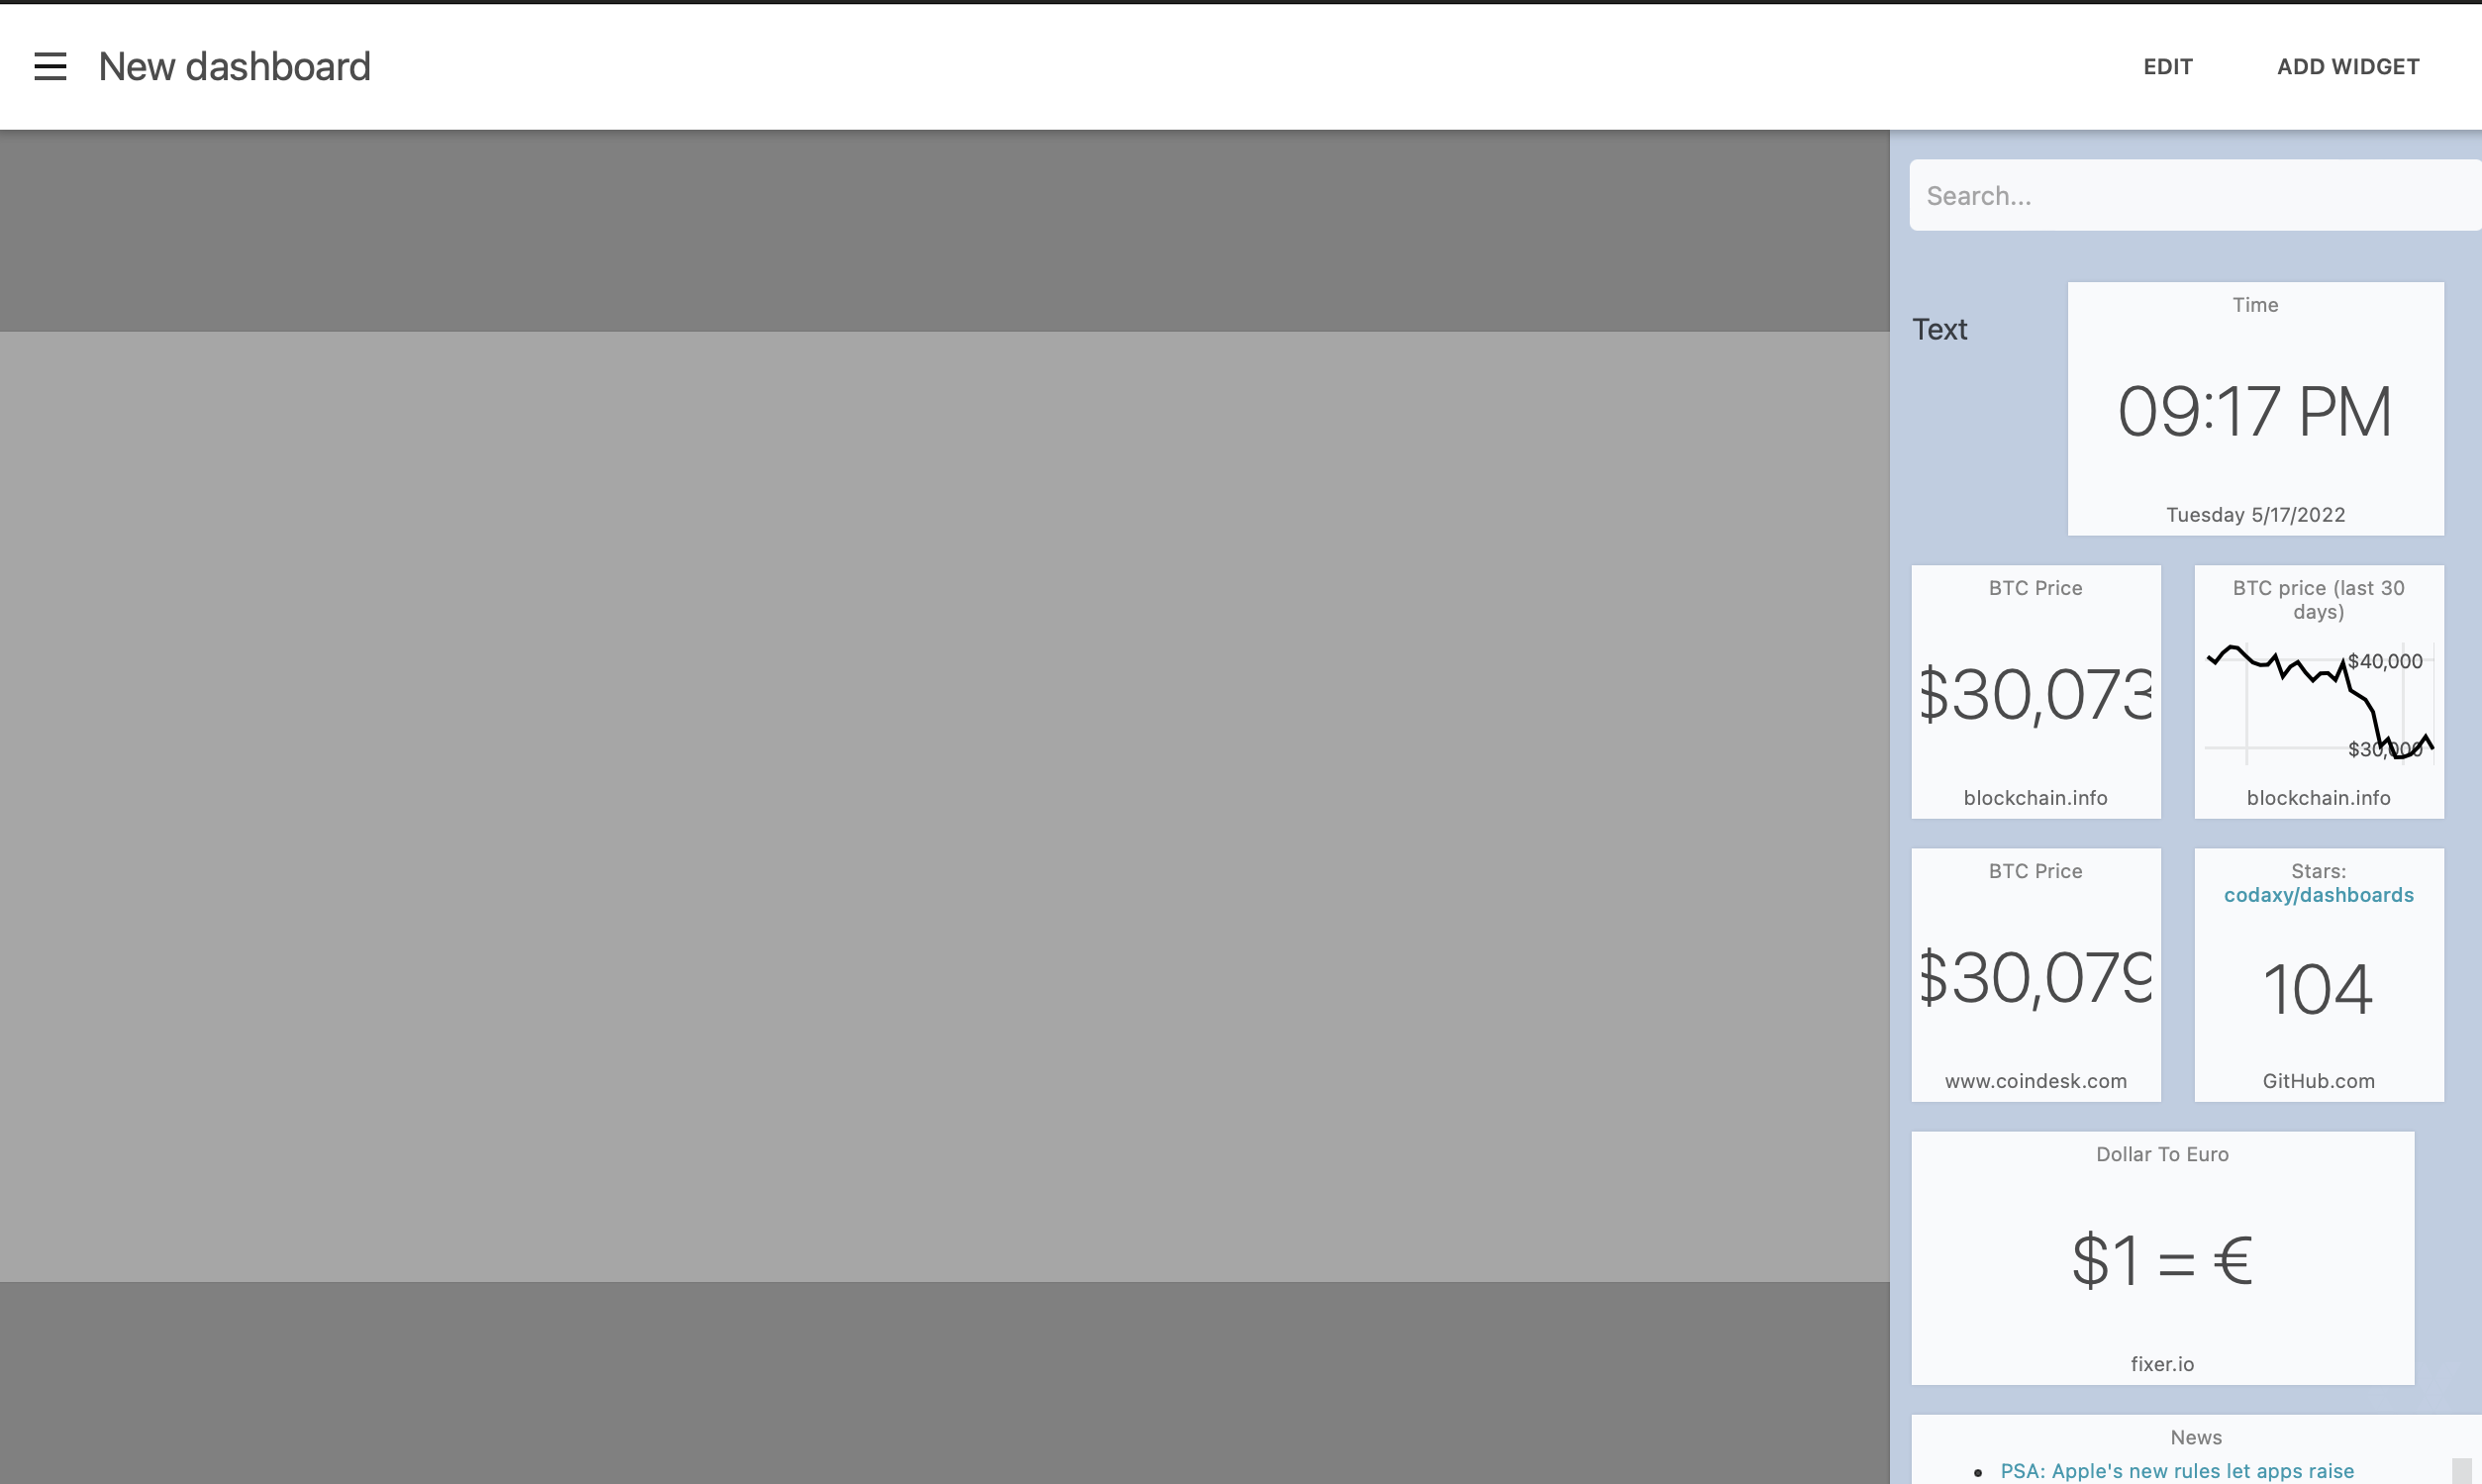 New dashboard
EDIT
ADD WIDGET
Search...
Text
Time
09:17 PM
Tuesday 5/17/2022
BTC Price
$30,073
blockchain.info
BTC price (last 30
days)
$40,000
$30,000
blockchain.info
BTC Price
$30,079
www.coindesk.com
Stars:
codaxy/dashboards
104
GitHub.com
Dollar To Euro
$1 = €
fixer.io
News
PSA: Apple's new rules let apps raise